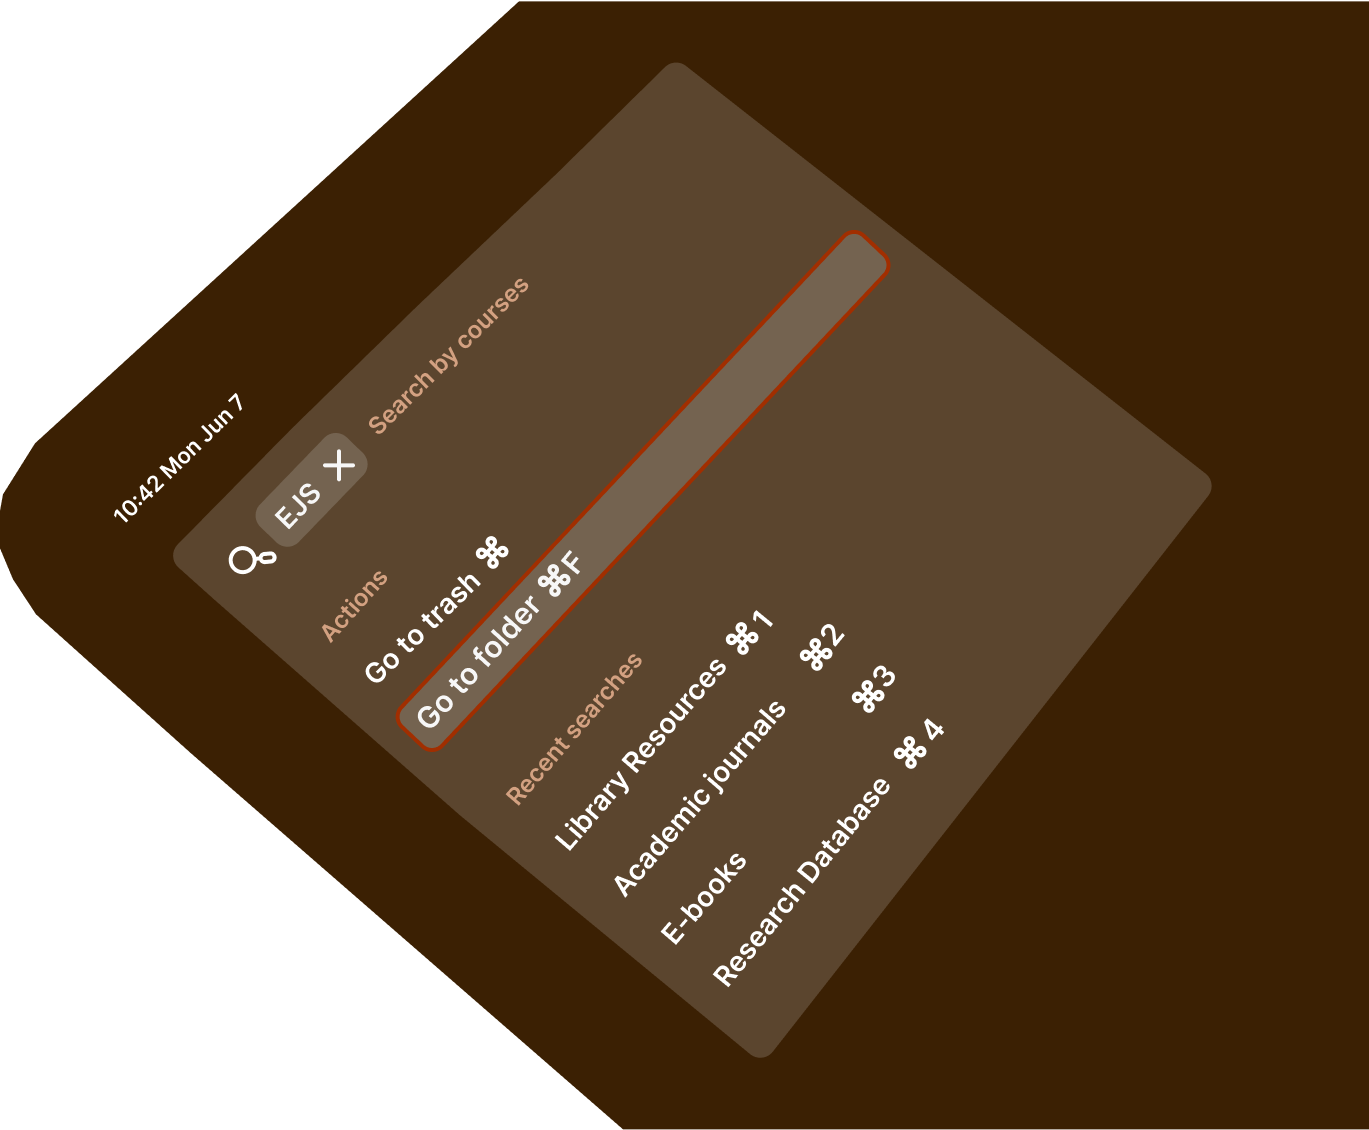 10:42 Mon Jun 7
EJS Search by courses
Actions
Go to trash ⌘
Go to folder ⌘F
Recent searches
Library Resources ⌘1
Academic journals ⌘2
E-books ⌘3
Research Database ⌘4